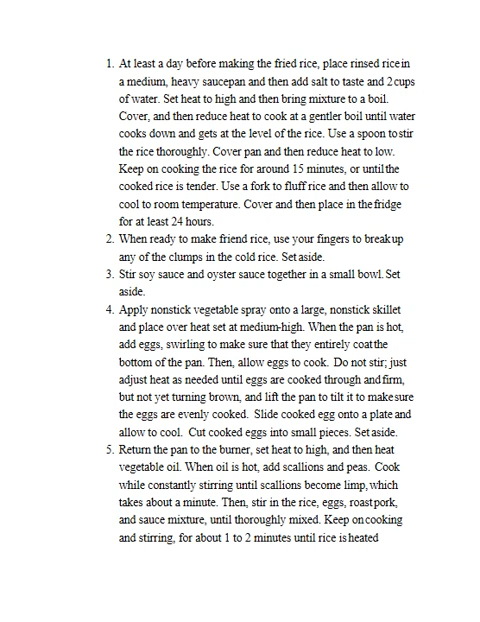 1. At least a day before making the fried rice, place rinsed rice in
a medium, heavy saucepan and then add salt to taste and 2 cups
of water. Set heat to high and then bring mixture to a boil.
Cover, and then reduce heat to cook at a gentler boil until water
cooks down and gets at the level of the rice. Use a spoon to stir
the rice thoroughly. Cover pan and then reduce heat to low.
Keep on cooking the rice for around 15 minutes, or until the
cooked rice is tender. Use a fork to fluff rice and then allow to
cool to room temperature. Cover and then place in the fridge
for at least 24 hours.
2. When ready to make friend rice, use your fingers to break up
any of the clumps in the cold rice. Set aside.
3. Stir soy sauce and oyster sauce together in a small bowl. Set
aside.
4. Apply nonstick vegetable spray onto a large, nonstick skillet
and place over heat set at medium-high. When the pan is hot,
add eggs, swirling to make sure that they entirely coat the
bottom of the pan. Then, allow eggs to cook. Do not stir; just
adjust heat as needed until eggs are cooked through and firm,
but not yet turning brown, and lift the pan to tilt it to make sure
the eggs are evenly cooked. Slide cooked egg onto a plate and
allow to cool. Cut cooked eggs into small pieces. Set aside.
5. Return the pan to the burner, set heat to high, and then heat
vegetable oil. When oil is hot, add scallions and peas. Cook
while constantly stirring until scallions become limp, which
takes about a minute. Then, stir in the rice, eggs, roast pork,
and sauce mixture, until thoroughly mixed. Keep on cooking
and stirring, for about 1 to 2 minutes until rice is heated